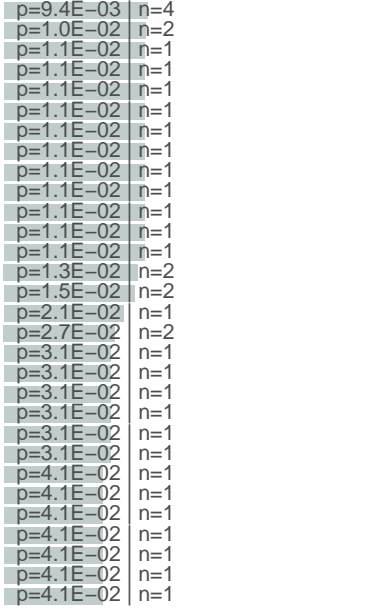 p=9.4E−03 | n=4
p=1.0E−02 | n=2
p=1.1E−02 | n=1
p=1.1E−02 | n=1
p=1.1E−02 | n=1
p=1.1E−02 | n=1
p=1.1E−02 | n=1
p=1.1E−02 | n=1
p=1.1E−02 | n=1
p=1.1E−02 | n=1
p=1.1E−02 | n=1
p=1.1E−02 | n=1
p=1.1E−02 | n=1
p=1.3E−02 | n=2
p=1.5E−02 | n=2
p=2.1E−02 | n=1
p=2.7E−02 | n=2
p=3.1E−02 | n=1
p=3.1E−02 | n=1
p=3.1E−02 | n=1
p=3.1E−02 | n=1
p=3.1E−02 | n=1
p=3.1E−02 | n=1
p=4.1E−02 | n=1
p=4.1E−02 | n=1
p=4.1E−02 | n=1
p=4.1E−02 | n=1
p=4.1E−02 | n=1
p=4.1E−02 | n=1
p=4.1E−02 | n=1